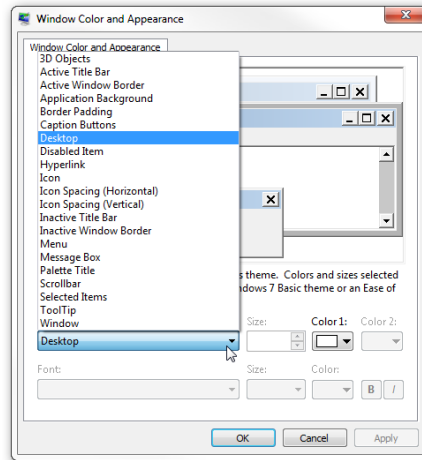 Window Color and Appearance
Window Color and Appearance
3D Objects
Active Title Bar
Active Window Border
Application Background
Border Padding
Caption Buttons
Desktop
Disabled Item
Hyperlink
Icon
Icon Spacing (Horizontal)
Icon Spacing (Vertical)
Inactive Title Bar
Inactive Window Border
Menu
Message Box
Palette Title
Scrollbar
Selected Items
ToolTip
Window
theme. Colors and sizes selected
Windows 7 Basic theme or an Ease of
Size: Color 1: Color 2:
Desktop
Font: Size: Color:
B I
OK Cancel Apply